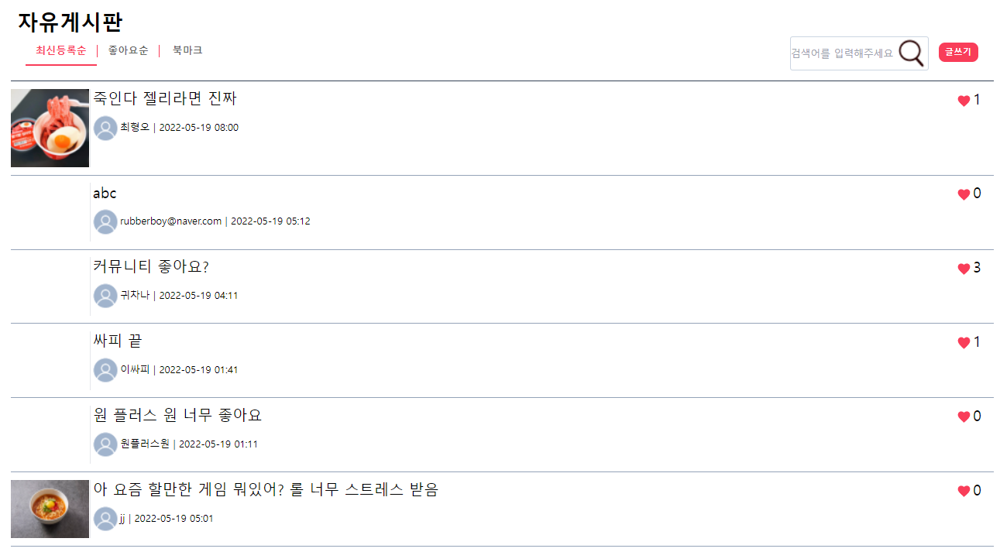 자유게시판
최신등록순 | 좋아요순 | 북마크
검색어를 입력해주세요
글쓰기
죽인다 젤리라면 진짜
1
최형오 | 2022-05-19 08:00
abc
0
rubberboy@naver.com | 2022-05-19 05:12
커뮤니티 좋아요?
3
귀차나 | 2022-05-19 04:11
싸피 끝
1
이싸피 | 2022-05-19 01:41
원 플러스 원 너무 좋아요
0
원플러스원 | 2022-05-19 01:11
아 요즘 할만한 게임 뭐있어? 롤 너무 스트레스 받음
0
jj | 2022-05-19 05:01